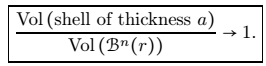 Vol (shell of thickness a)
Vol (ℬⁿ(r))
→ 1.